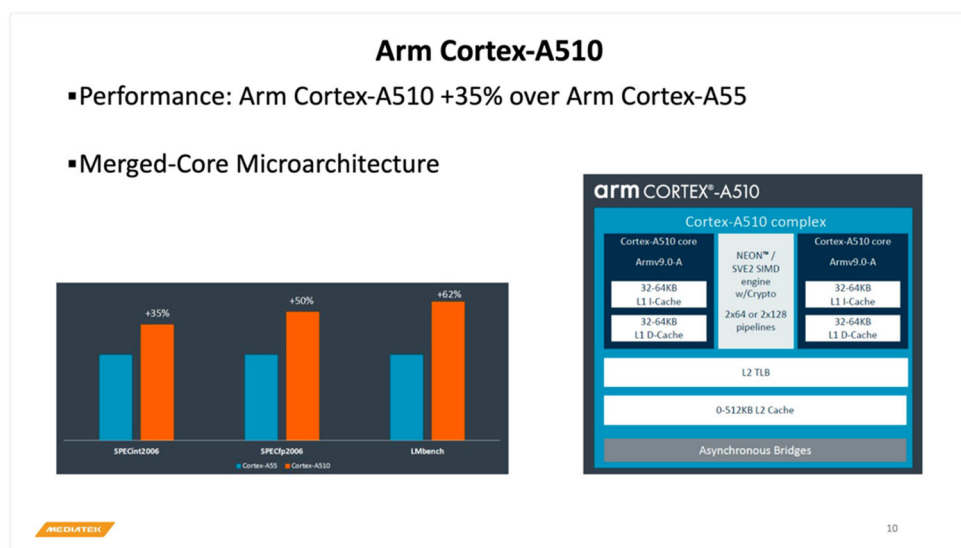 Arm Cortex-A510
▪Performance: Arm Cortex-A510 +35% over Arm Cortex-A55
▪Merged-Core Microarchitecture
+35%
+50%
+62%
SPECint2006
SPECfp2006
LMbench
Cortex-A55
Cortex-A510
arm CORTEX®-A510
Cortex-A510 complex
Cortex-A510 core
Armv9.0-A
32-64KB
L1 I-Cache
32-64KB
L1 D-Cache
NEON™ /
SVE2 SIMD
engine
w/Crypto
2x64 or 2x128
pipelines
Cortex-A510 core
Armv9.0-A
32-64KB
L1 I-Cache
32-64KB
L1 D-Cache
L2 TLB
0-512KB L2 Cache
Asynchronous Bridges
MEDIATEK
10